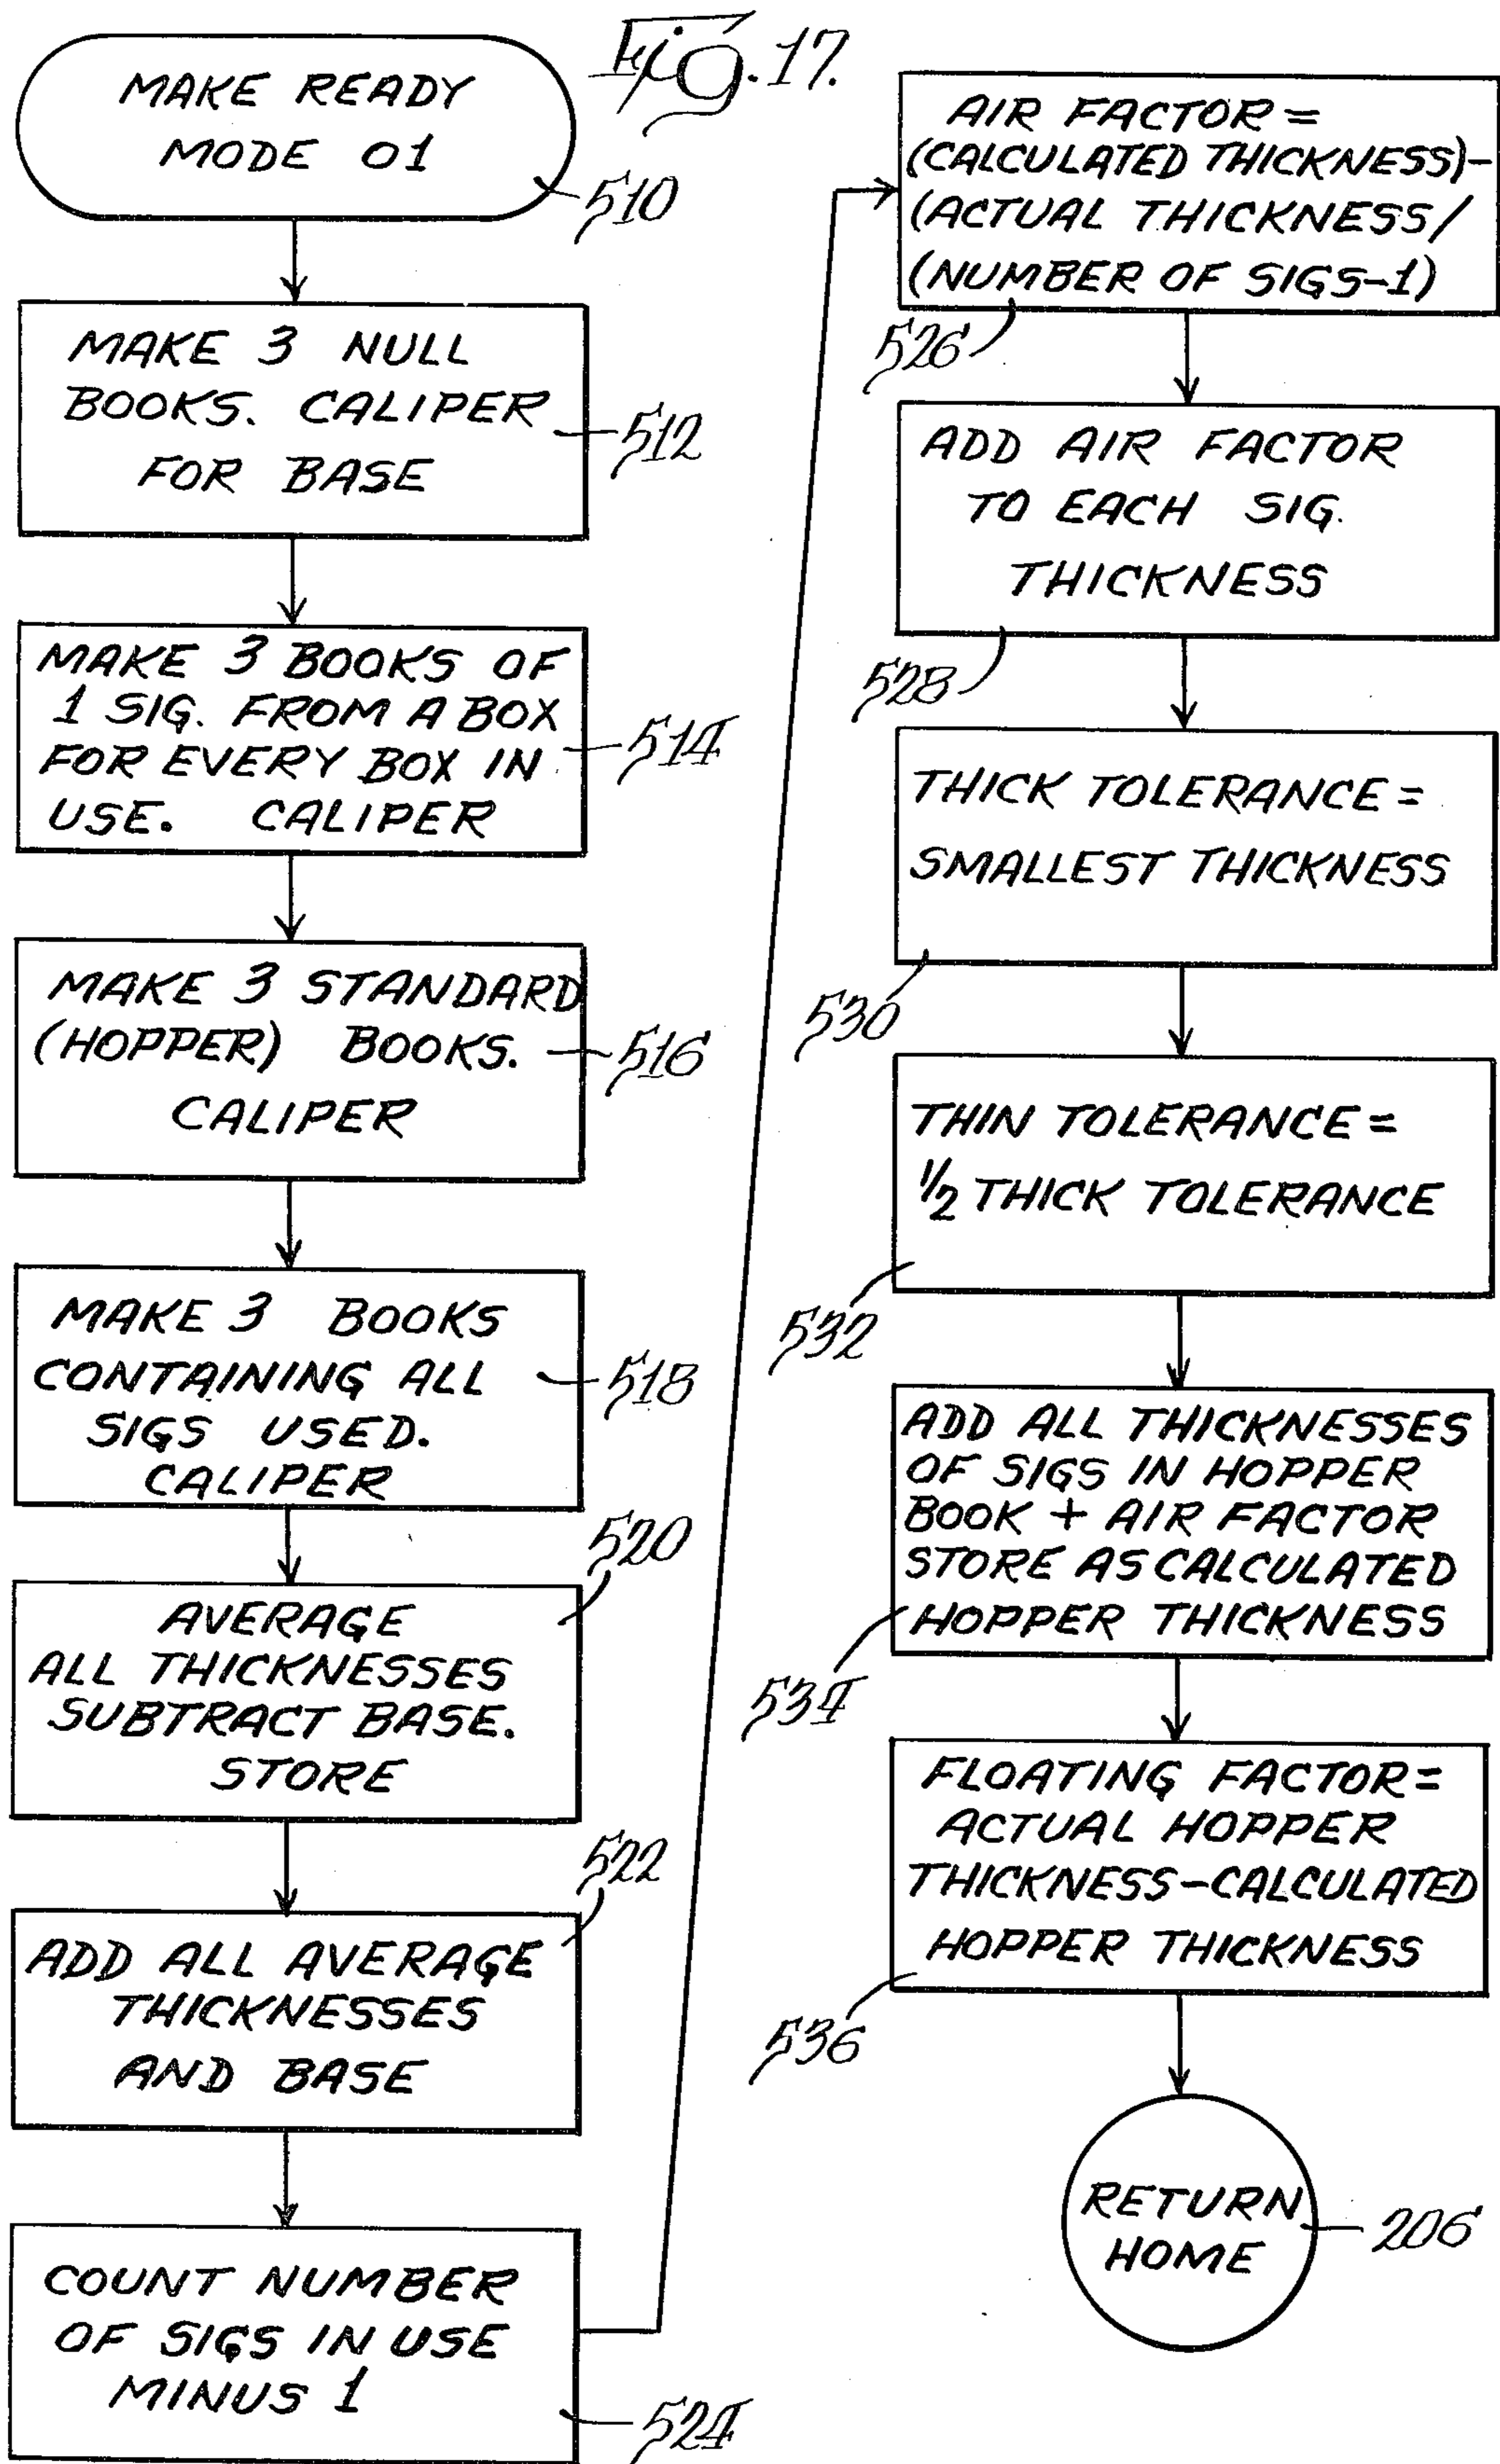 Fig. 17.
MAKE READY
MODE 01
510
MAKE 3 NULL
BOOKS. CALIPER
FOR BASE
512
MAKE 3 BOOKS OF
1 SIG. FROM A BOX
FOR EVERY BOX IN
USE. CALIPER
514
MAKE 3 STANDARD
(HOPPER) BOOKS.
CALIPER
516
MAKE 3 BOOKS
CONTAINING ALL
SIGS USED.
CALIPER
518
520
AVERAGE
ALL THICKNESSES
SUBTRACT BASE.
STORE
522
ADD ALL AVERAGE
THICKNESSES
AND BASE
COUNT NUMBER
OF SIGS IN USE
MINUS 1
524
AIR FACTOR =
(CALCULATED THICKNESS)-
(ACTUAL THICKNESS/
(NUMBER OF SIGS-1)
526
ADD AIR FACTOR
TO EACH SIG.
THICKNESS
528
THICK TOLERANCE =
SMALLEST THICKNESS
530
THIN TOLERANCE =
1/2 THICK TOLERANCE
532
ADD ALL THICKNESSES
OF SIGS IN HOPPER
BOOK + AIR FACTOR
STORE AS CALCULATED
HOPPER THICKNESS
534
FLOATING FACTOR=
ACTUAL HOPPER
THICKNESS-CALCULATED
HOPPER THICKNESS
536
RETURN
HOME
206